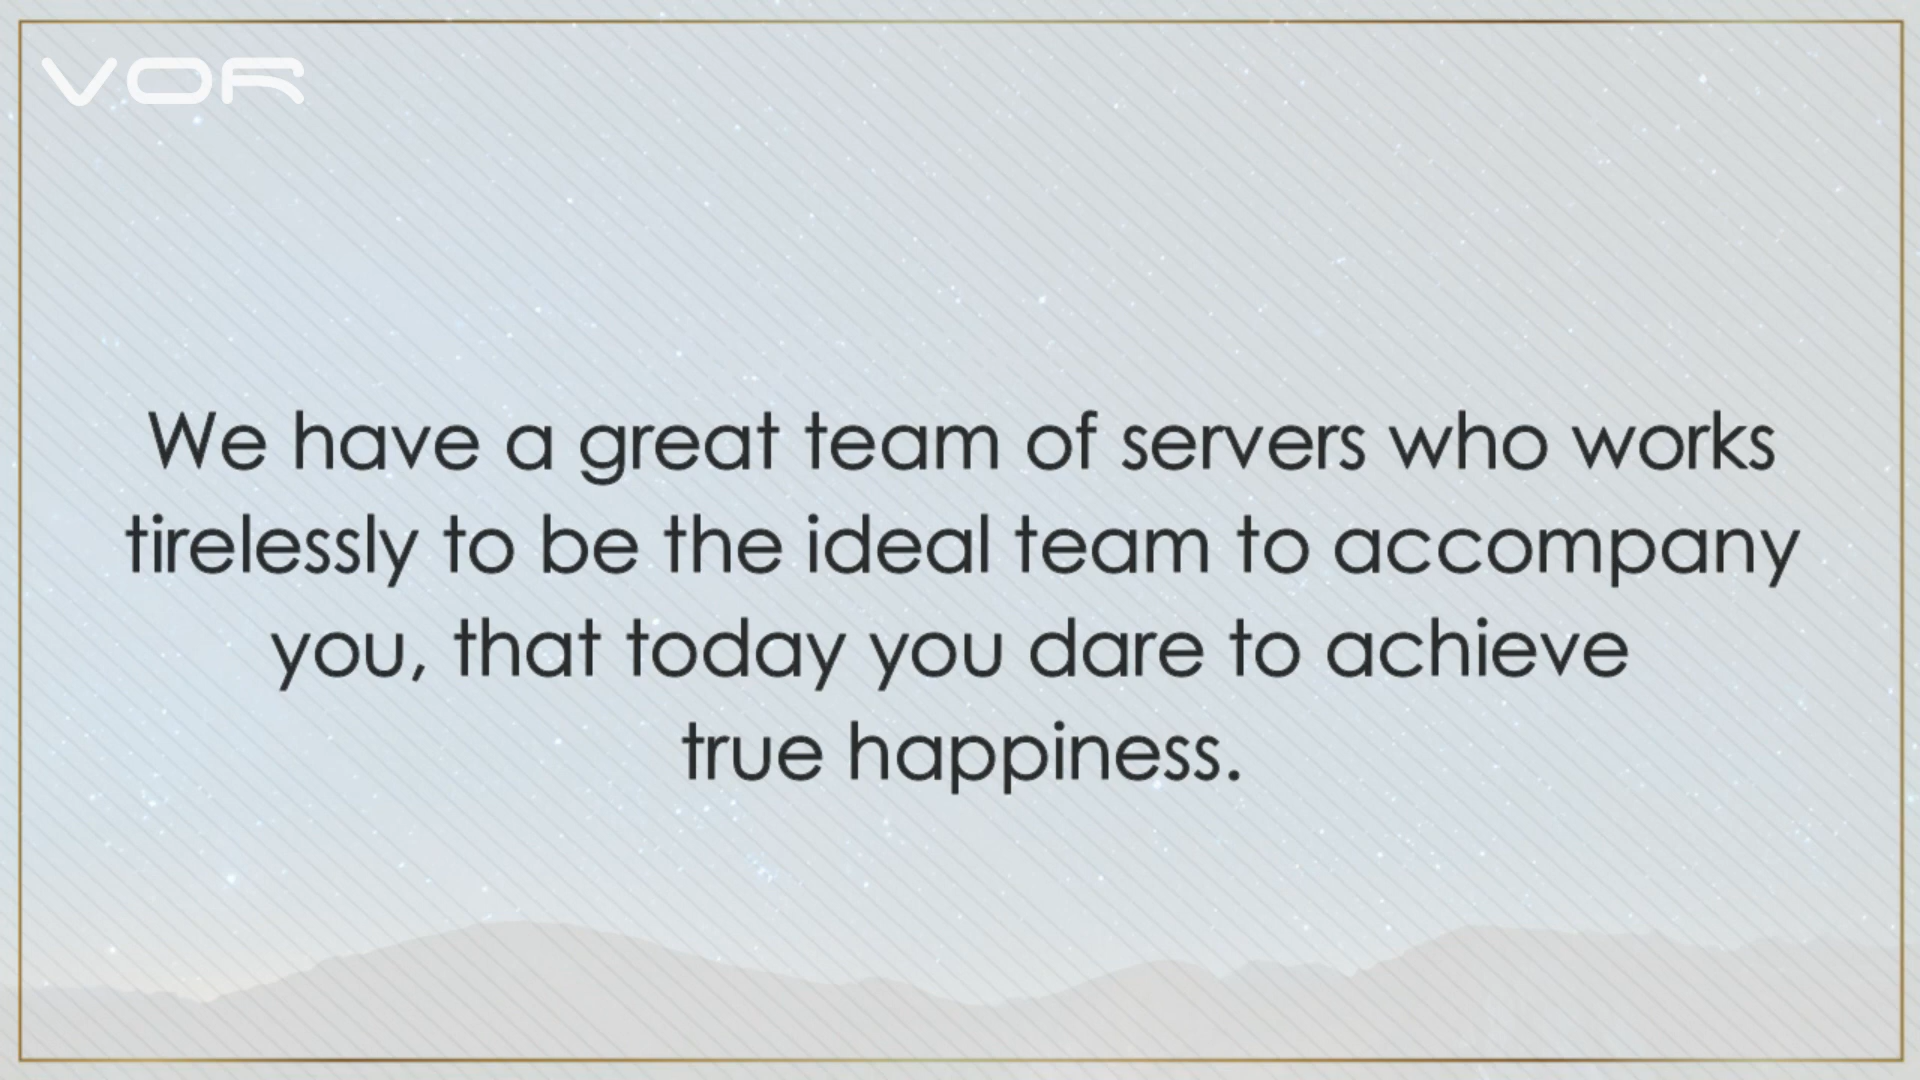 VOR
We have a great team of servers who works
tirelessly to be the ideal team to accompany
you, that today you dare to achieve
true happiness.